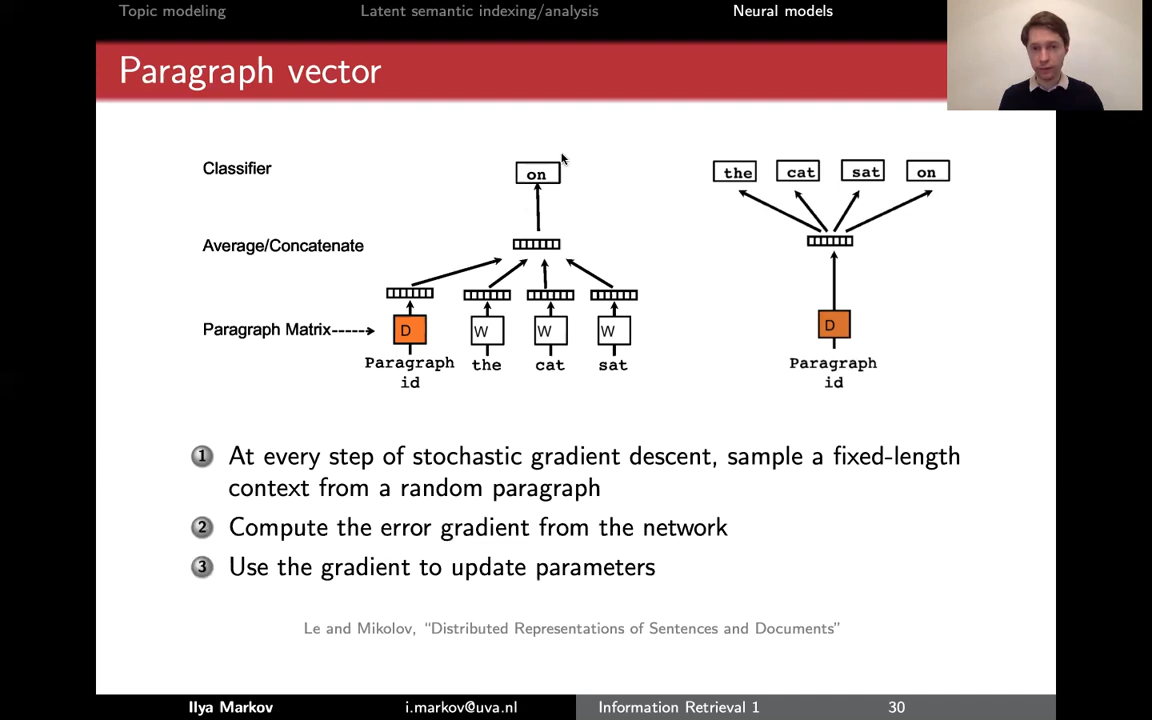 Topic modeling Latent semantic indexing/analysis Neural models
Paragraph vector
Classifier
on
the cat sat on
Average/Concatenate
Paragraph Matrix----->
D W W W
D
Paragraph the cat sat
id
Paragraph
id
1 At every step of stochastic gradient descent, sample a fixed-length
context from a random paragraph
2 Compute the error gradient from the network
3 Use the gradient to update parameters
Le and Mikolov, “Distributed Representations of Sentences and Documents”
Ilya Markov i.markov@uva.nl Information Retrieval 1 30